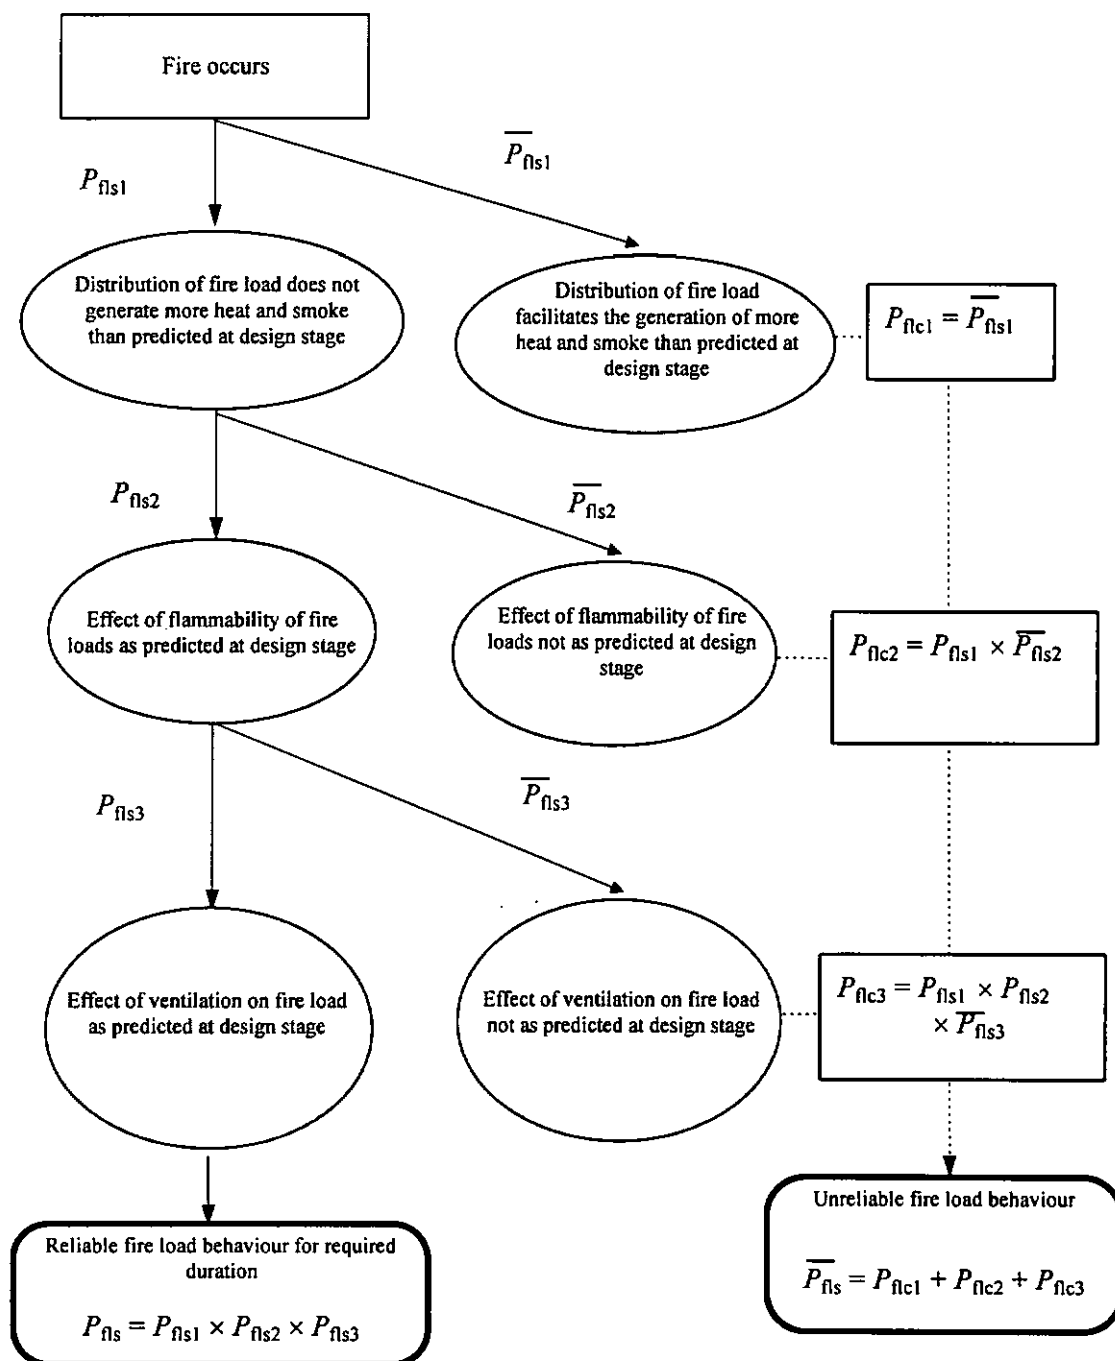 Fire occurs
P_fls1
P̅_fls1
Distribution of fire load does not
generate more heat and smoke
than predicted at design stage
Distribution of fire load
facilitates the generation of more
heat and smoke than predicted at
design stage
P_flc1 = P̅_fls1
P_fls2
P̅_fls2
Effect of flammability of fire
loads as predicted at design stage
Effect of flammability of
fire loads not as predicted at design
stage
P_flc2 = P_fls1 × P̅_fls2
P_fls3
P̅_fls3
Effect of ventilation on fire load
as predicted at design stage
Effect of ventilation on fire load
not as predicted at design stage
P_flc3 = P_fls1 × P_fls2
× P̅_fls3
Reliable fire load behaviour for required
duration
P_fls = P_fls1 × P_fls2 × P_fls3
Unreliable fire load behaviour
P̅_fls = P_flc1 + P_flc2 + P_flc3